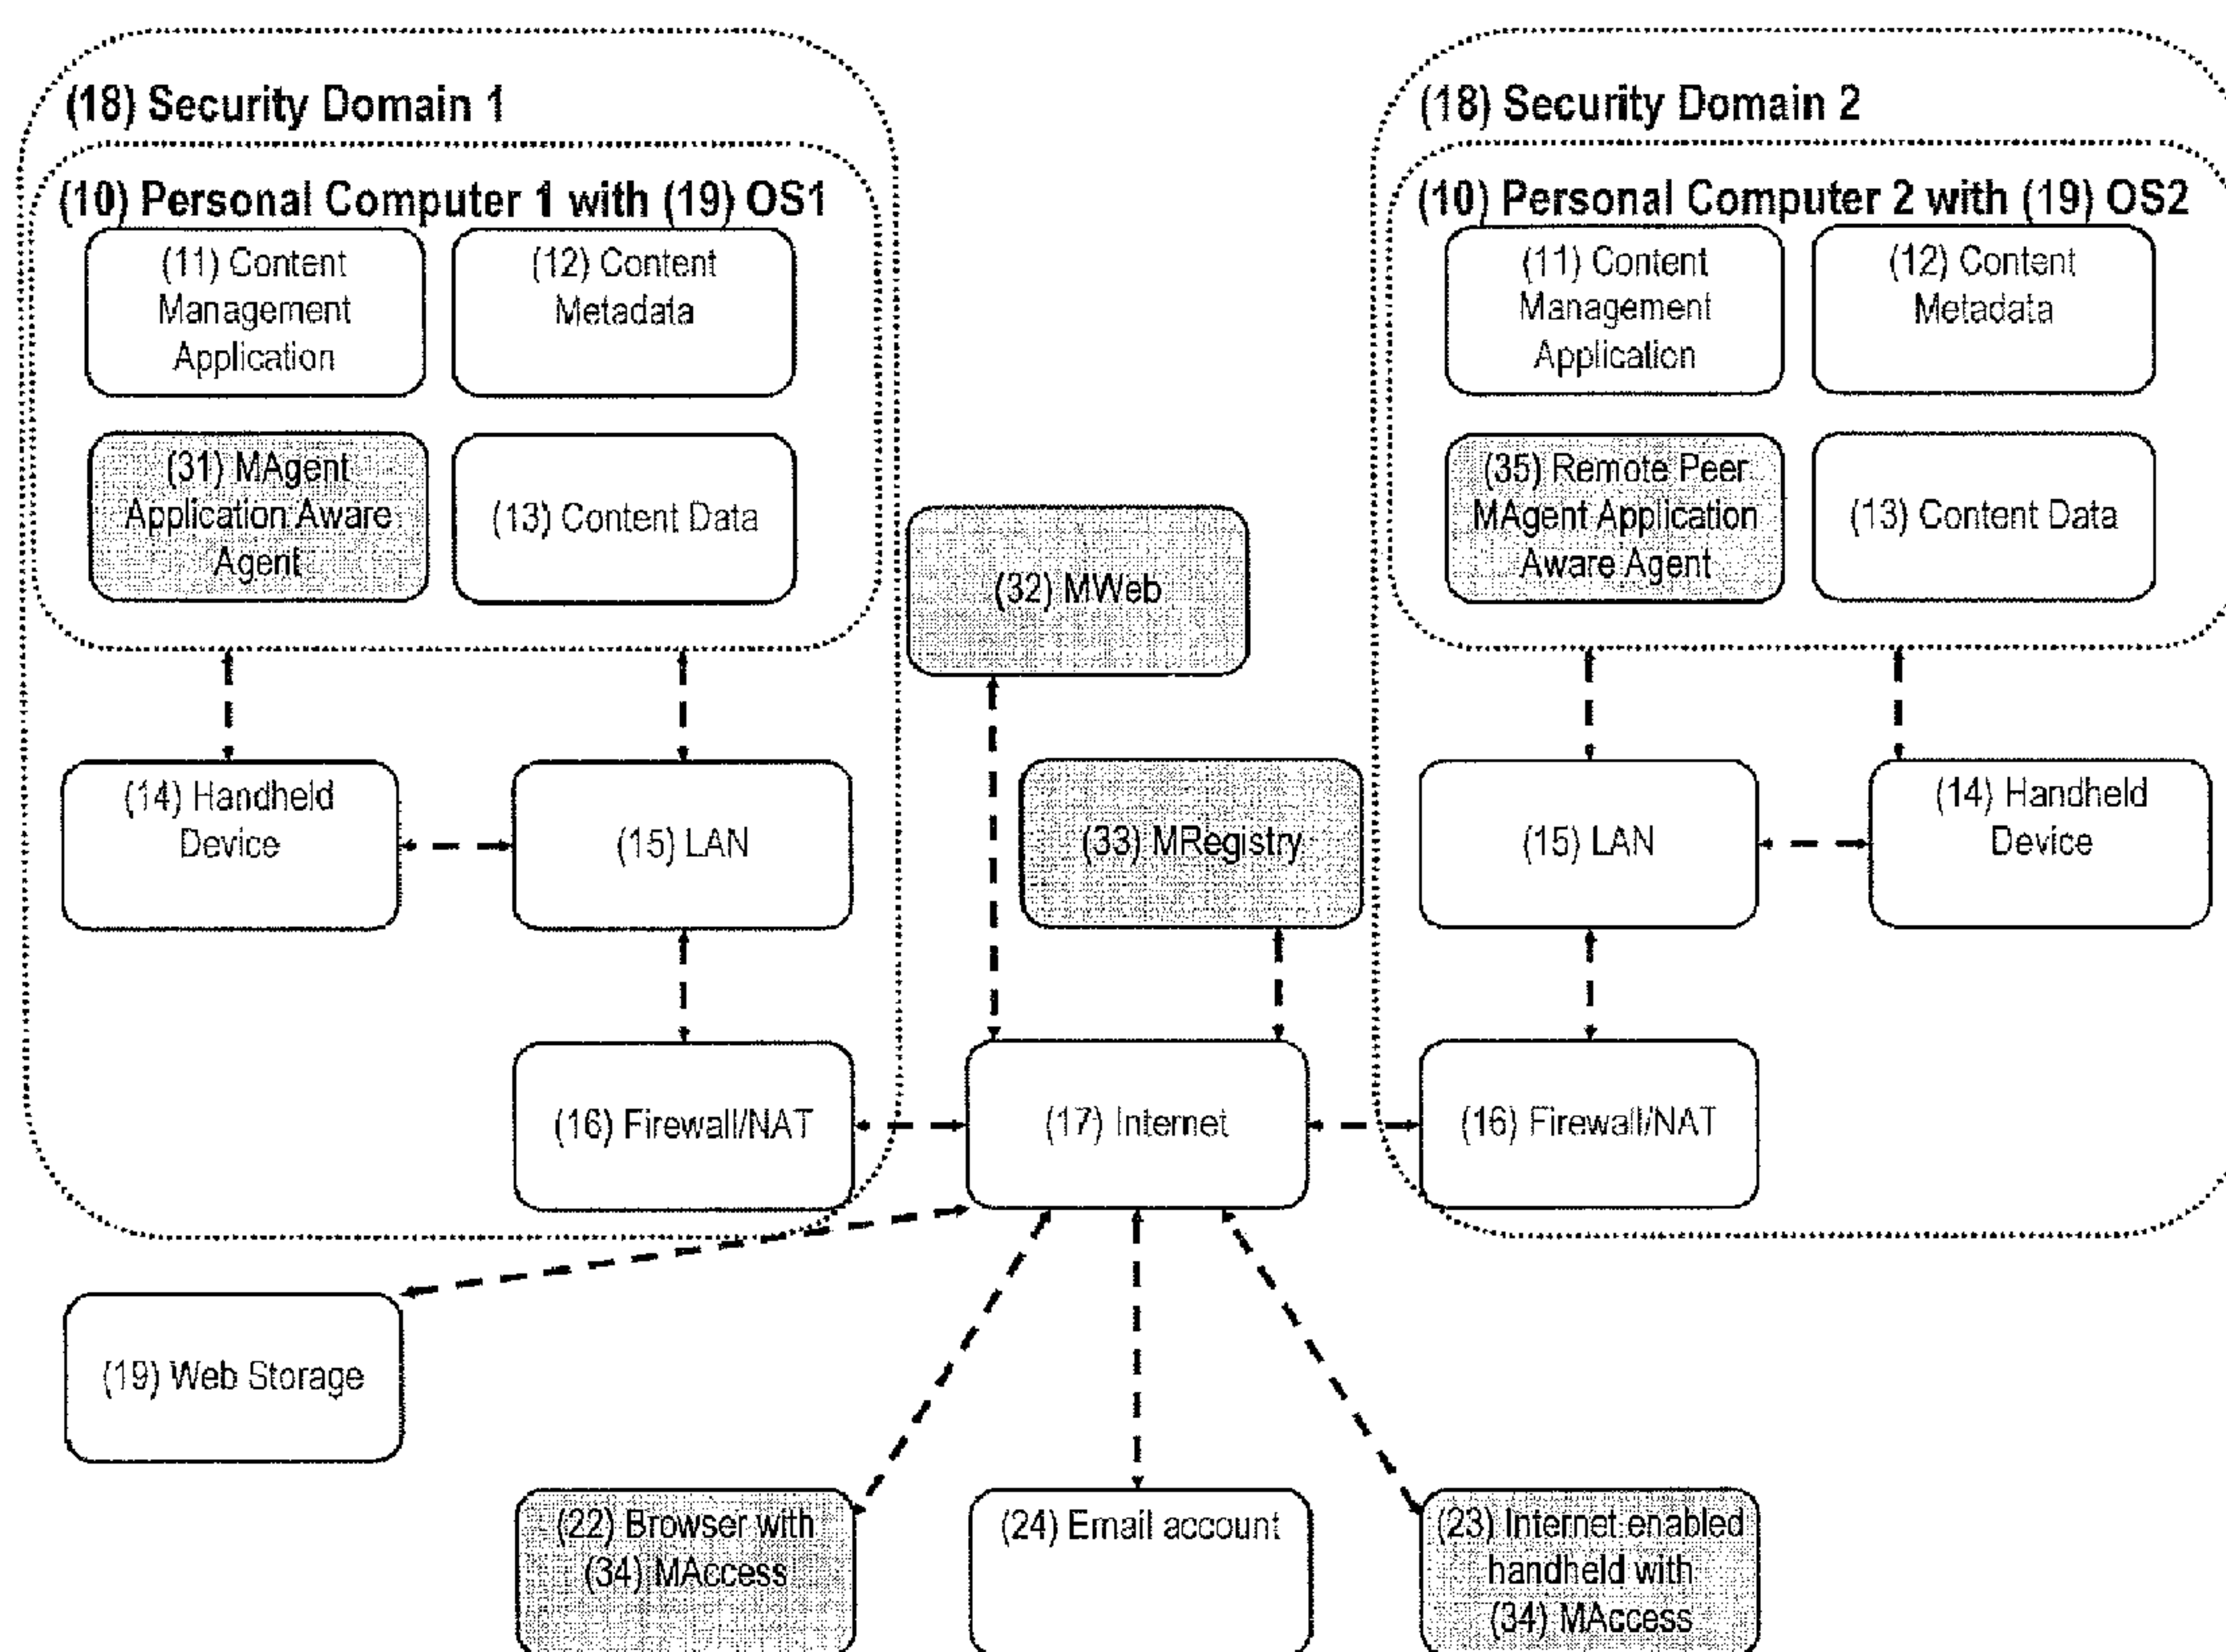 (18) Security Domain 1
(10) Personal Computer 1 with (19) OS1
(11) Content
Management
Application
(12) Content
Metadata
(31) MAgent
Application Aware
Agent
(13) Content Data
(14) Handheld
Device
(15) LAN
(16) Firewall/NAT
(32) MWeb
(33) MRegistry
(17) Internet
(18) Security Domain 2
(10) Personal Computer 2 with (19) OS2
(11) Content
Management
Application
(12) Content
Metadata
(35) Remote Peer
MAgent Application
Aware Agent
(13) Content Data
(15) LAN
(14) Handheld
Device
(16) Firewall/NAT
(19) Web Storage
(22) Browser with
(34) MAccess
(24) Email account
(23) Internet enabled
handheld with
(34) MAccess